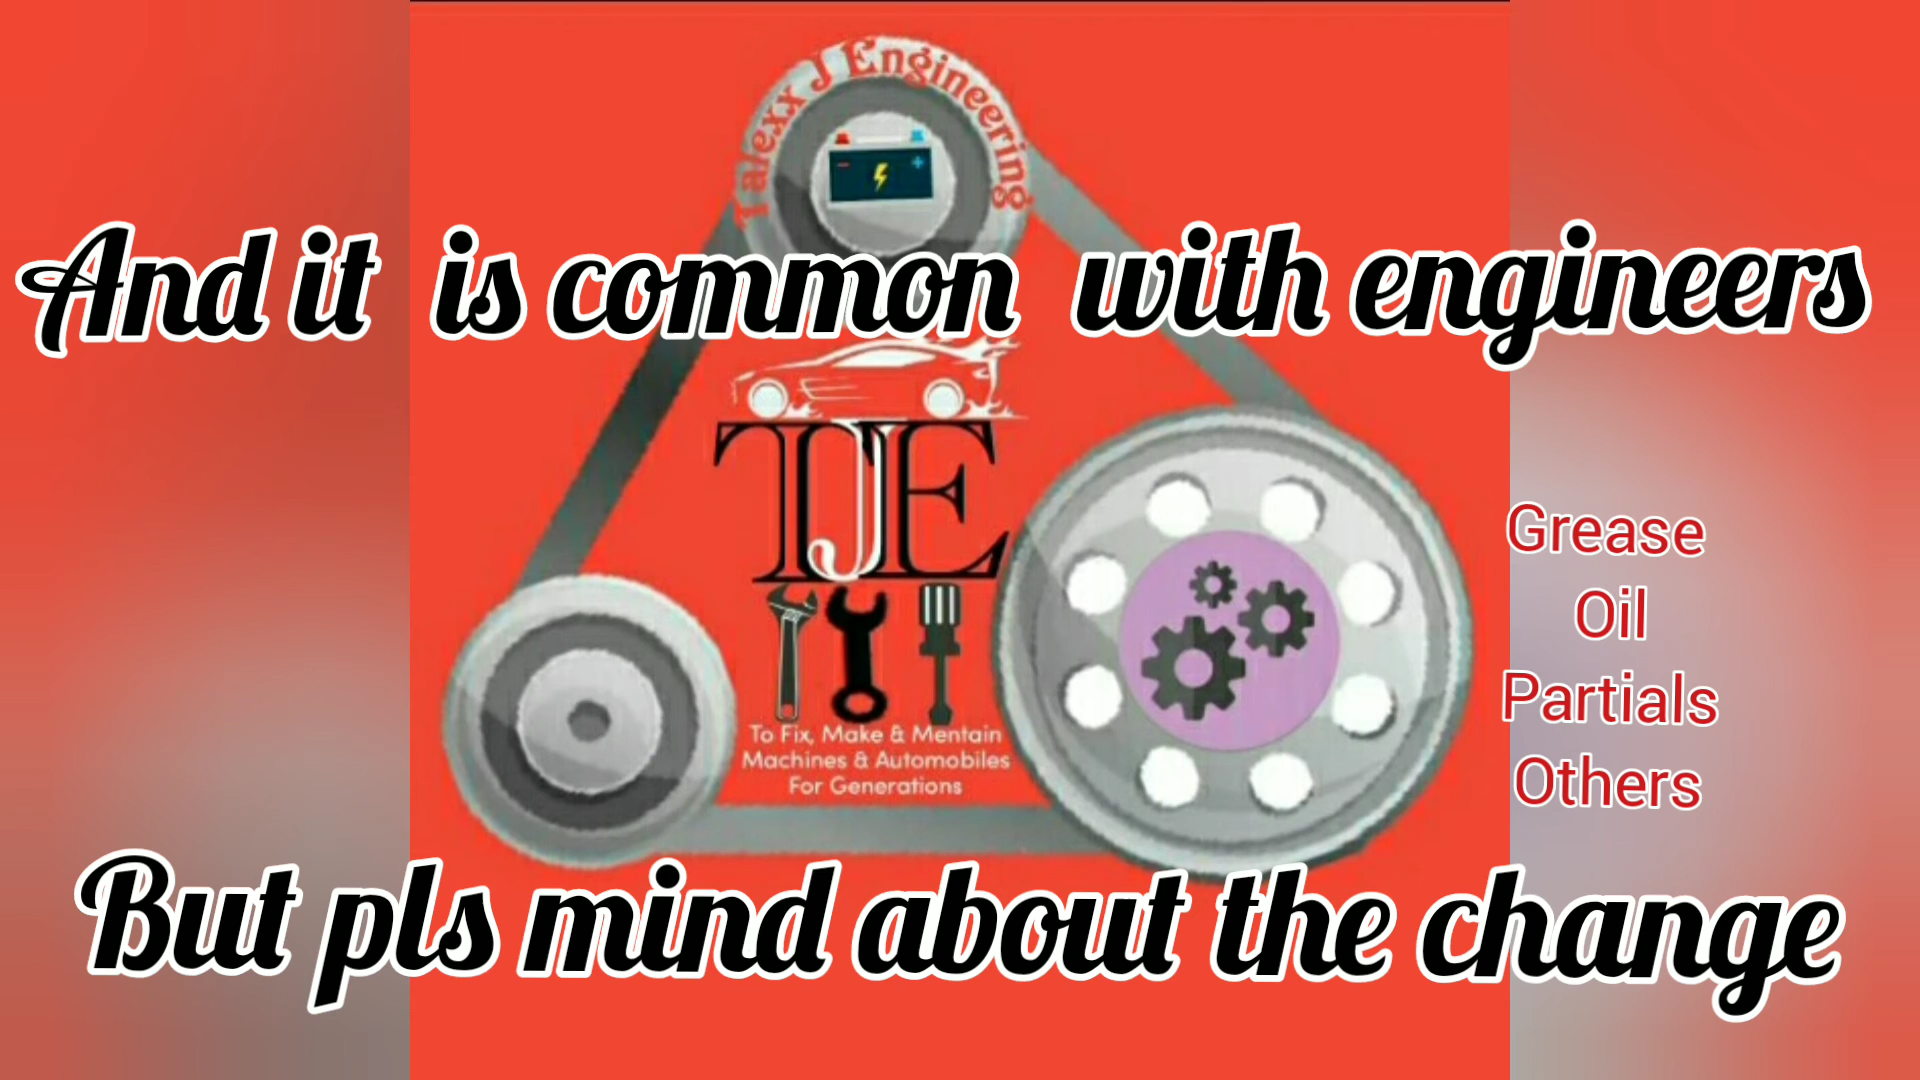 Talexx J Engineering
And it is common with engineers
TJE
Grease
Oil
Partials
Others
To Fix, Make & Mentain
Machines & Automobiles
For Generations
But pls mind about the change